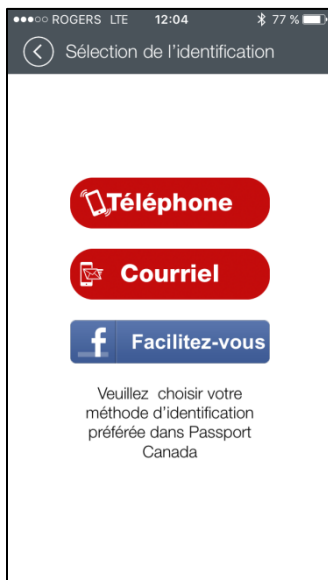 ROGERS LTE 12:04 77 %
Sélection de l'identification
Téléphone
Courriel
f Facilitez-vous
Veuillez choisir votre
méthode d'identification
préférée dans Passport
Canada